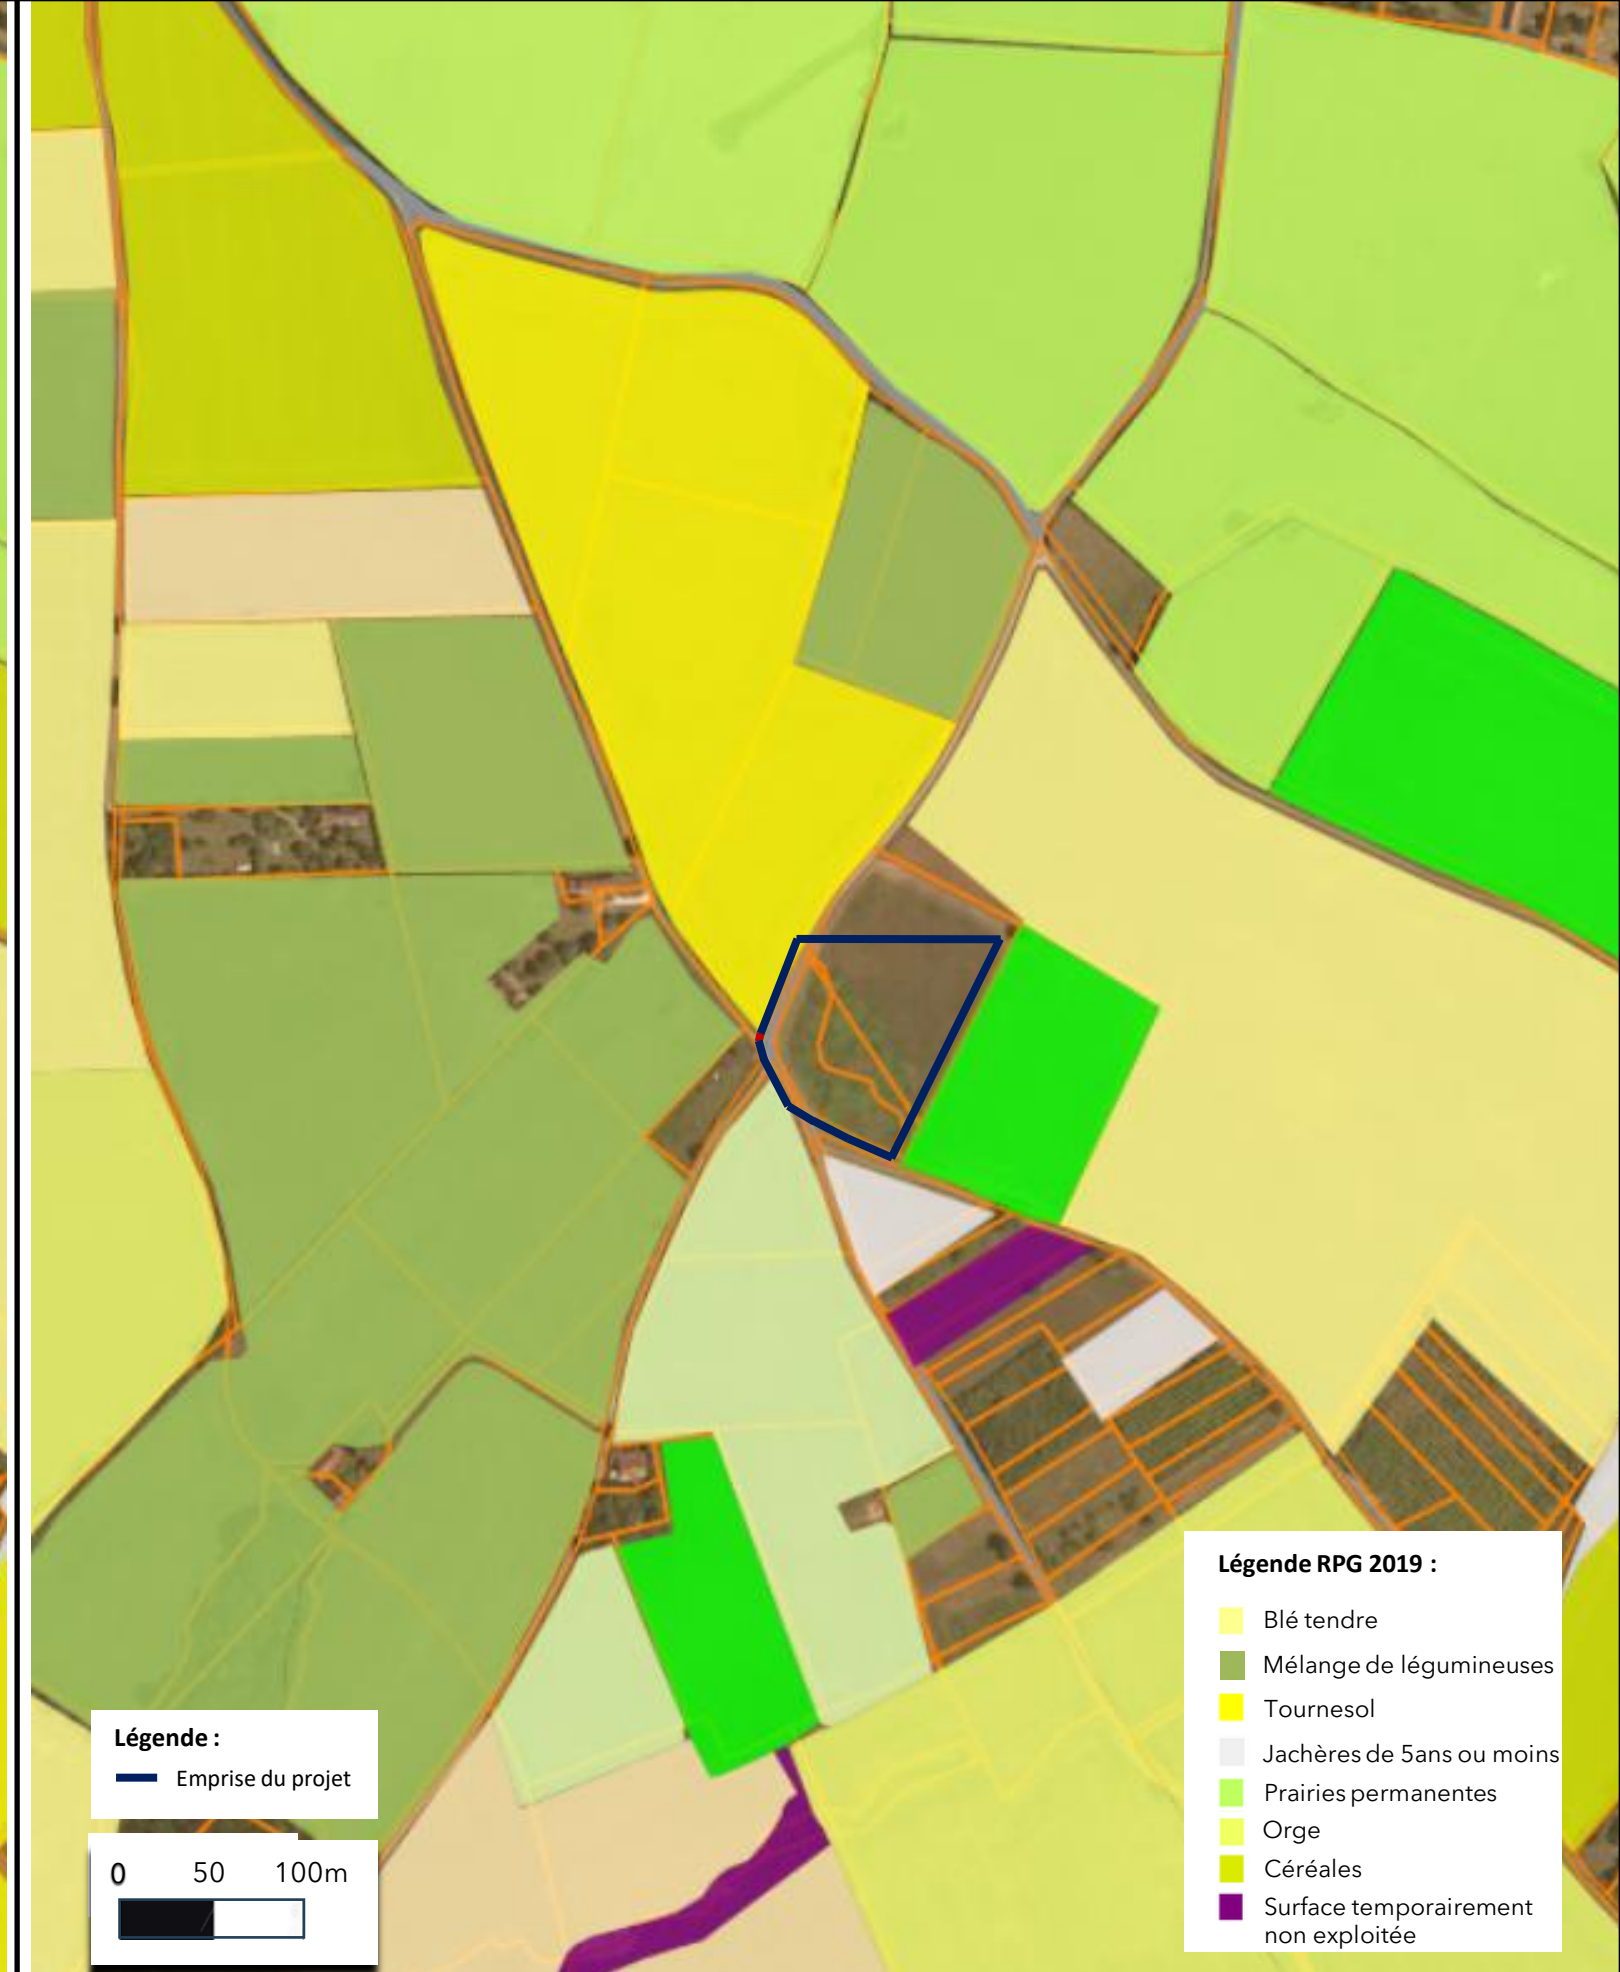 Légende RPG 2019 :
Blé tendre
Mélange de légumineuses
Tournesol
Jachères de 5ans ou moins
Prairies permanentes
Orge
Céréales
Surface temporairement
non exploitée
Légende :
Emprise du projet
0 50 100m